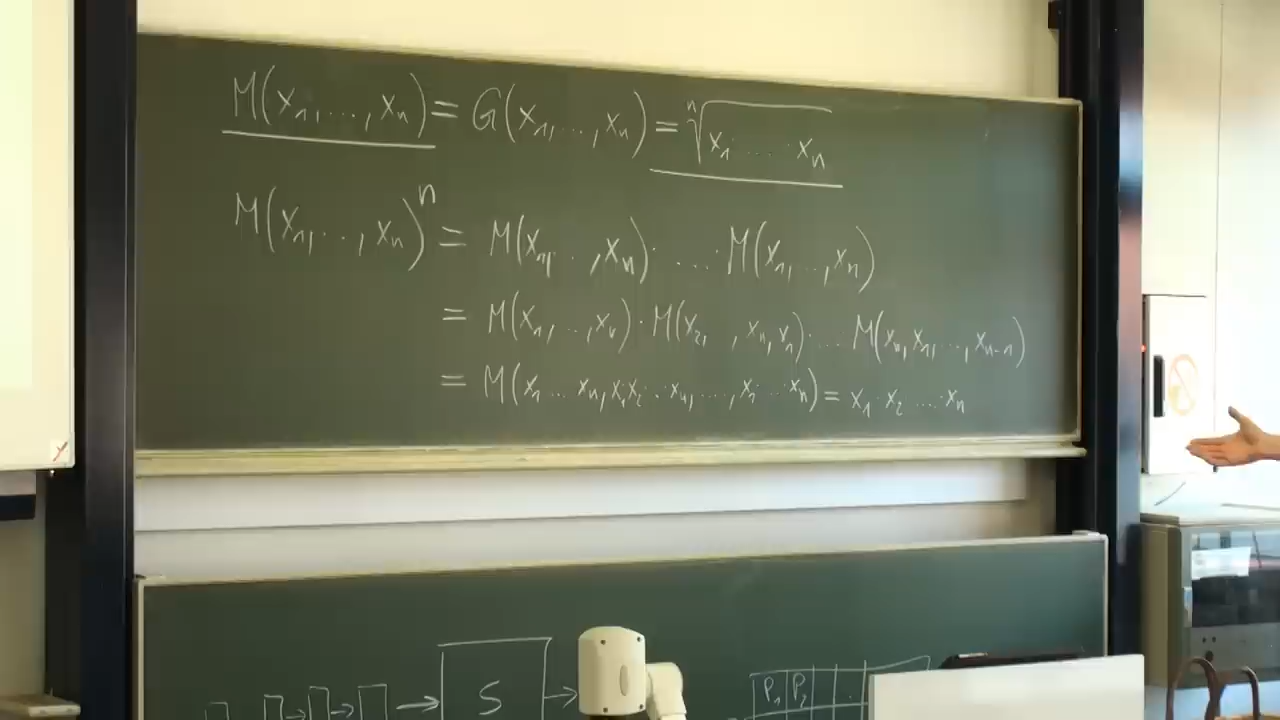 M(x₁,...,xₙ) = G(x₁,...,xₙ) = ⁿ√(x₁·...·xₙ)
M(x₁,...,xₙ)ⁿ = M(x₁,..,xₙ)·...·M(x₁,..,xₙ)
= M(x₁,..,xₙ)·M(x₂, ,xₙ,x₁)·...M(xₙ,x₁,...,xₙ₋₁)
= M(x₁...xₙ,x₁x₂..xₙ,...,x₁...xₙ) = x₁·x₂...·xₙ
S
P₁ P₂